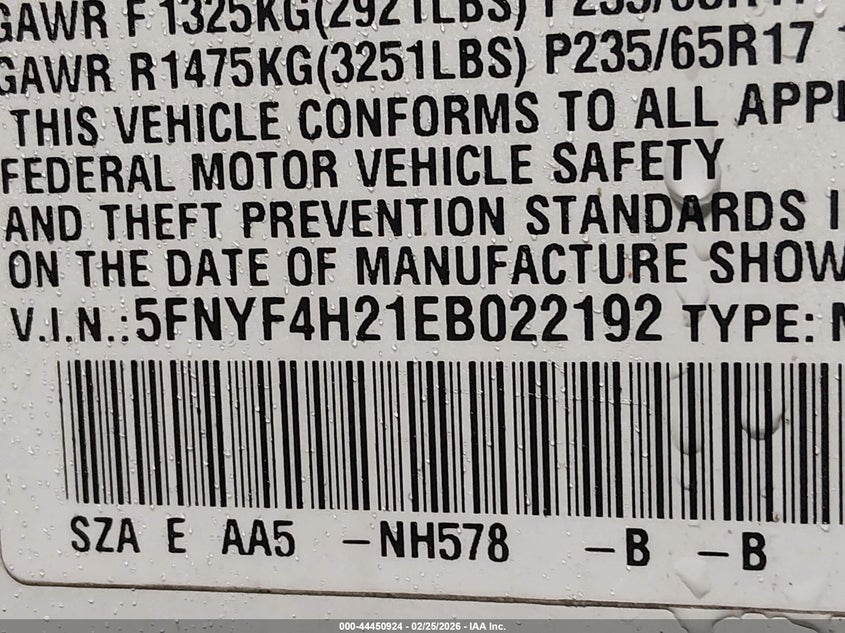 GAWR F 1325KG(2921LBS) P235/65R17
GAWR R1475KG(3251LBS) P235/65R17
THIS VEHICLE CONFORMS TO ALL
FEDERAL MOTOR VEHICLE SAFETY
AND THEFT PREVENTION STANDARDS
ON THE DATE OF MANUFACTURE
V.I.N.:5FNYF4H21EB022192 TYPE:
SZA E AA5 -NH578 -B -B
000-44450924 - 02/25/2026 - IAA Inc.